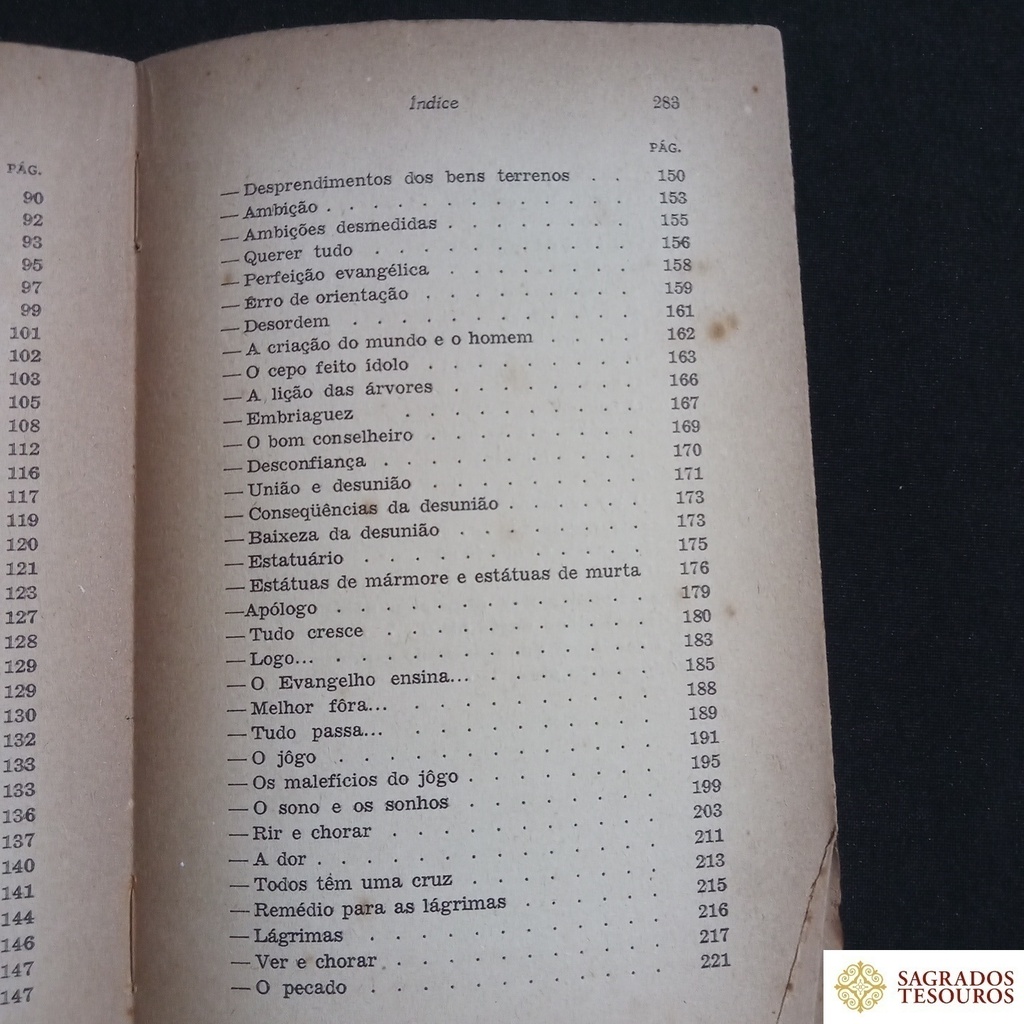 PÁG.
90
92
93
95
97
99
101
102
103
105
108
112
116
117
119
120
121
123
127
128
129
129
130
132
133
133
136
137
140
141
144
146
147
147
Índice 283
PÁG.
— Desprendimentos dos bens terrenos . . 150
— Ambição . . . . . . . . . . . . . 153
— Ambições desmedidas . . . . . . . . 155
— Querer tudo . . . . . . . . . . . 156
— Perfeição evangélica . . . . . . . . 158
— Êrro de orientação . . . . . . . . . 159
— Desordem . . . . . . . . . . . . 161
— A criação do mundo e o homem . . . . 162
— O cepo feito ídolo . . . . . . . . . 163
— A lição das árvores . . . . . . . . 166
— Embriaguez . . . . . . . . . . 167
— O bom conselheiro . . . . . . . . . 169
— Desconfiança . . . . . . . . . . . 170
— União e desunião . . . . . . . . . 171
— Conseqüências da desunião . . . . . . 173
— Baixeza da desunião . . . . . . . . 173
— Estatuário . . . . . . . . . . . 175
— Estátuas de mármore e estátuas de murta 176
— Apólogo . . . . . . . . . . . . 179
— Tudo cresce . . . . . . . . . . . 180
— Logo... . . . . . . . . . . . . . 183
— O Evangelho ensina... . . . . . . . 185
— Melhor fôra... . . . . . . . . . . 188
— Tudo passa... . . . . . . . . . . 189
— O jôgo . . . . . . . . . . . . . 191
— Os malefícios do jôgo . . . . . . . . 195
— O sono e os sonhos . . . . . . . . 199
— Rir e chorar . . . . . . . . . . . 203
— A dor . . . . . . . . . . . . . . 211
— Todos têm uma cruz . . . . . . . . 213
— Remédio para as lágrimas . . . . . . 215
— Lágrimas . . . . . . . . . . . . 216
— Ver e chorar . . . . . . . . . . . 217
— O pecado . . . . . . . . . . . . 221
SAGRADOS
TESOUROS